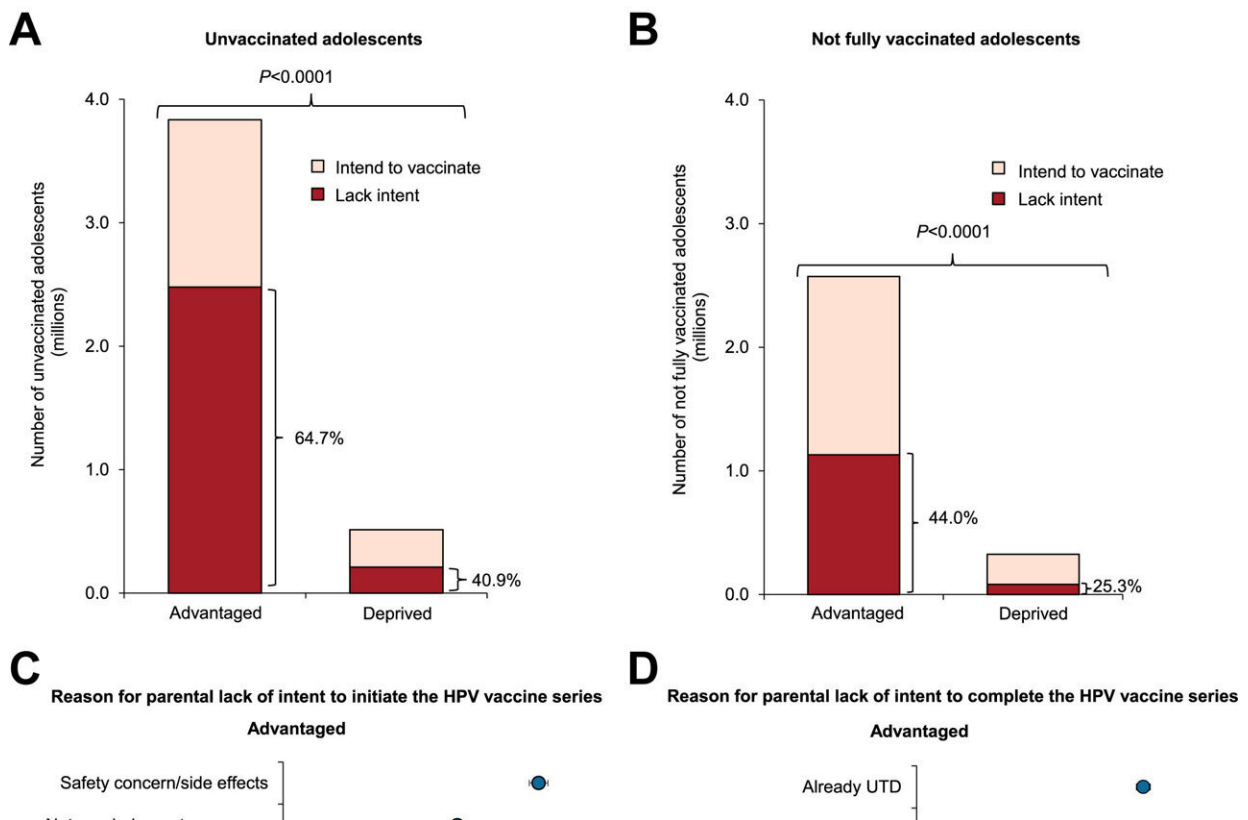 A
Unvaccinated adolescents
P<0.0001
4.0
3.0
2.0
1.0
0.0
Number of unvaccinated adolescents
(millions)
Intend to vaccinate
Lack intent
64.7%
40.9%
Advantaged
Deprived
B
Not fully vaccinated adolescents
4.0
3.0
2.0
1.0
0.0
Number of not fully vaccinated adolescents
(millions)
Intend to vaccinate
Lack intent
P<0.0001
44.0%
25.3%
Advantaged
Deprived
C
Reason for parental lack of intent to initiate the HPV vaccine series
Advantaged
Safety concern/side effects
D
Reason for parental lack of intent to complete the HPV vaccine series
Advantaged
Already UTD